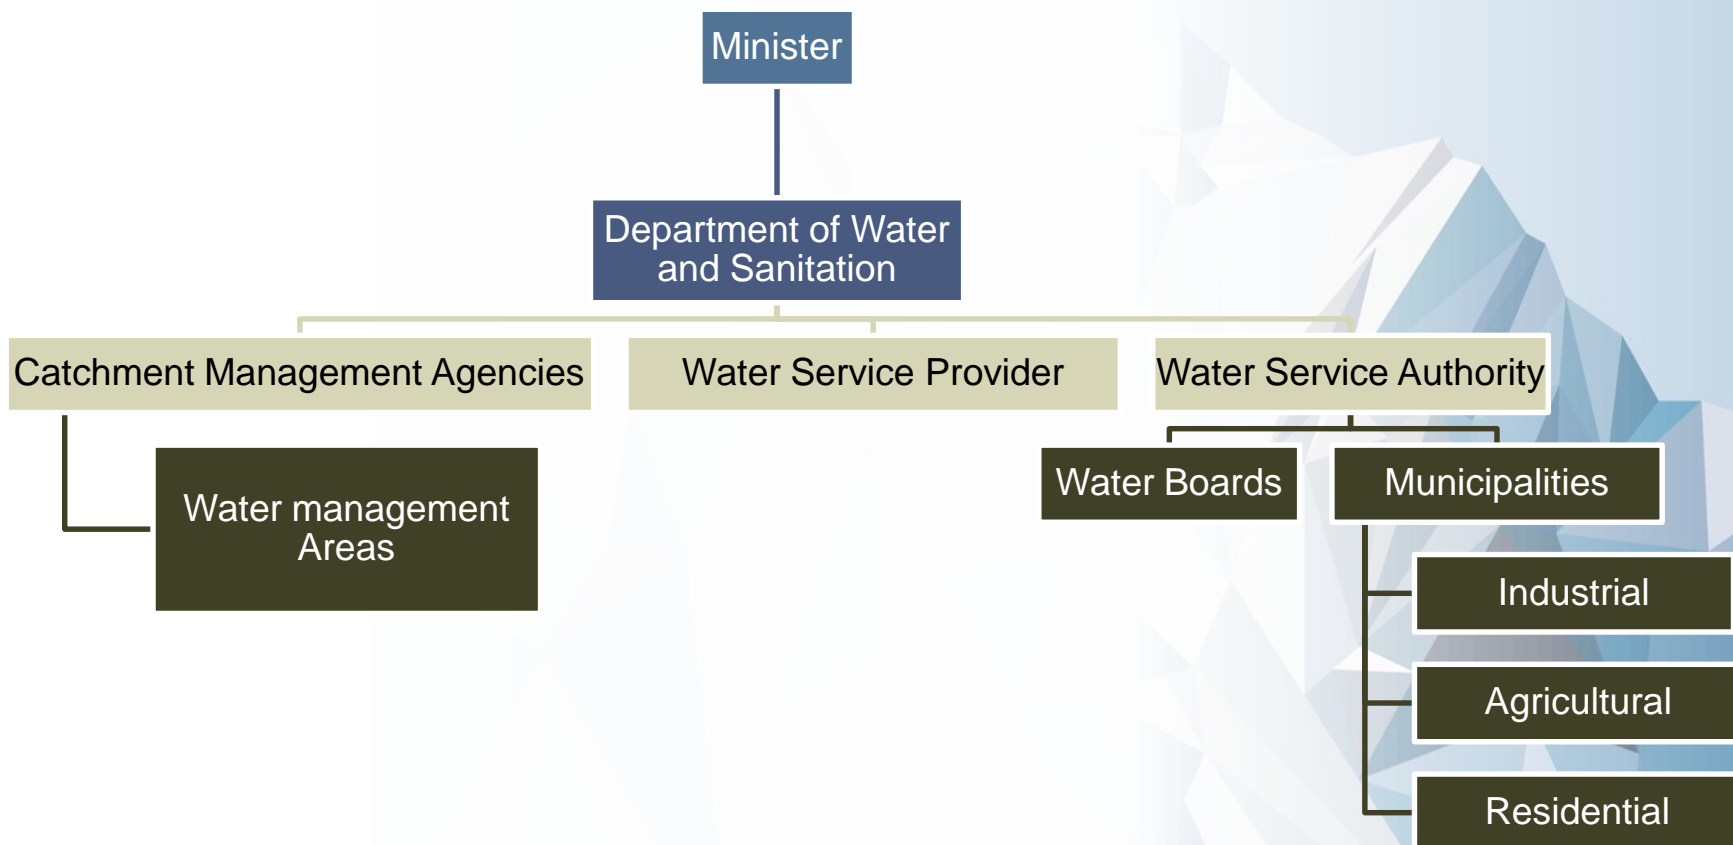 Minister
Department of Water
and Sanitation
Catchment Management Agencies
Water Service Provider
Water Service Authority
Water management
Areas
Water Boards
Municipalities
Industrial
Agricultural
Residential